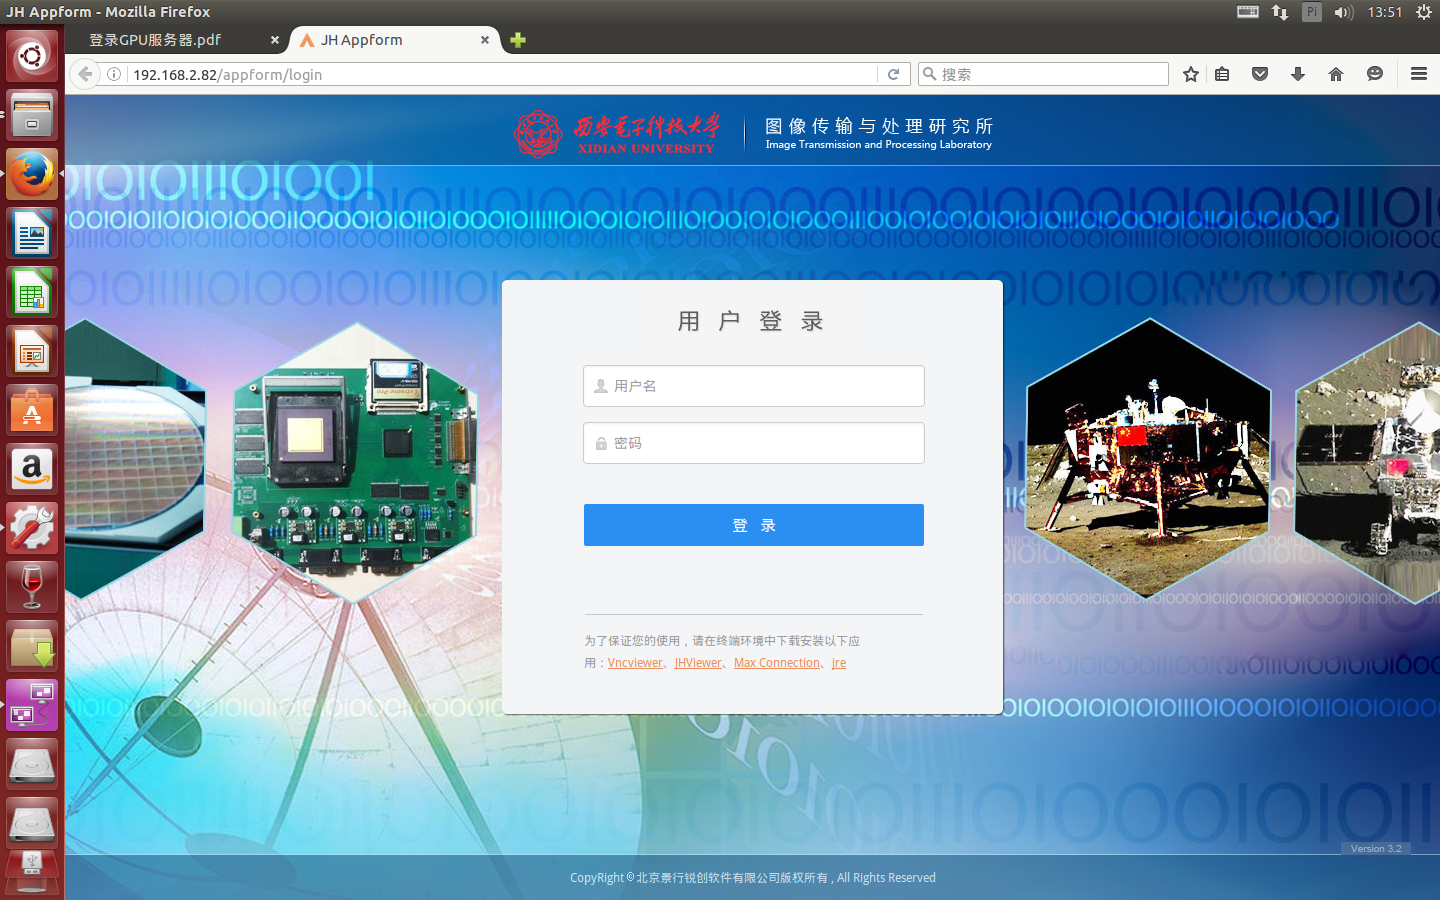 JH Appform - Mozilla Firefox
Pi
13:51
登录GPU服务器.pdf
JH Appform
192.168.2.82/appform/login
搜索
西安电子科技大学
XIDIAN UNIVERSITY
图像传输与处理研究所
Image Transmission and Processing Laboratory
用户登录
用户名
密码
登 录
为了保证您的使用，请在终端环境中下载安装以下应
用：Vncviewer、JHViewer、Max Connection、jre
Version 3.2
CopyRight © 北京景行锐创软件有限公司版权所有 , All Rights Reserved